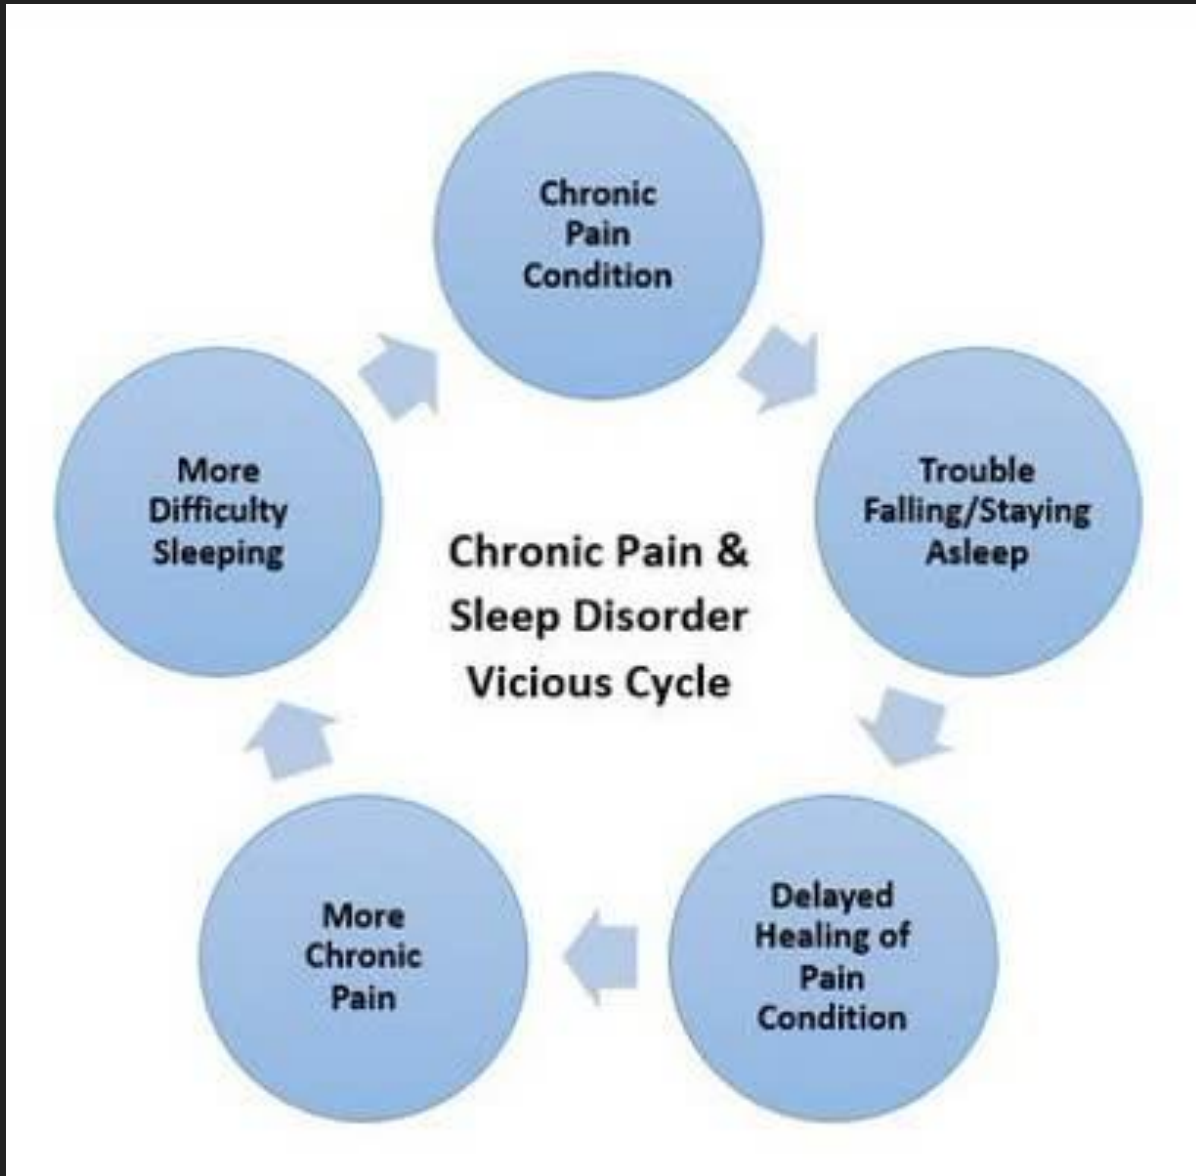 Chronic
Pain
Condition
Trouble
Falling/Staying
Asleep
Delayed
Healing of
Pain
Condition
More
Chronic
Pain
More
Difficulty
Sleeping
Chronic Pain &
Sleep Disorder
Vicious Cycle